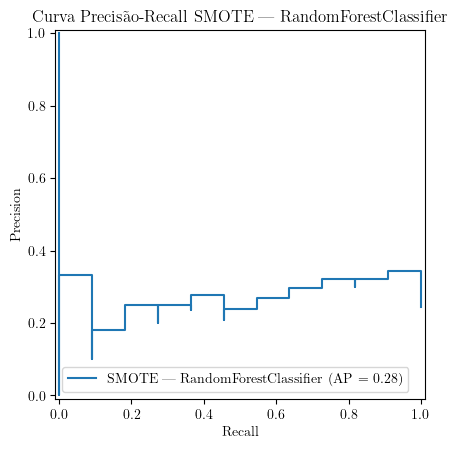 Curva Precisão-Recall SMOTE — RandomForestClassifier
1.0
0.8
0.6
0.4
0.2
0.0
Precision
SMOTE — RandomForestClassifier (AP = 0.28)
0.0 0.2 0.4 0.6 0.8 1.0
Recall